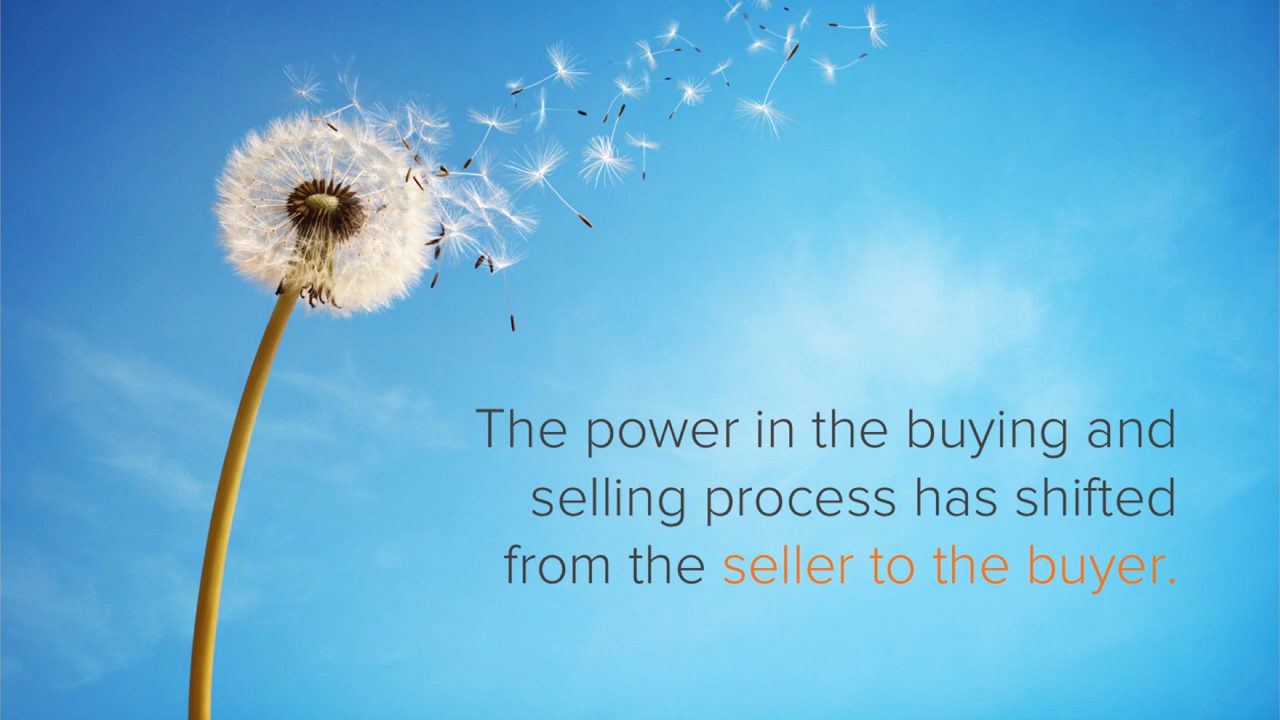 The power in the buying and
selling process has shifted
from the seller to the buyer.